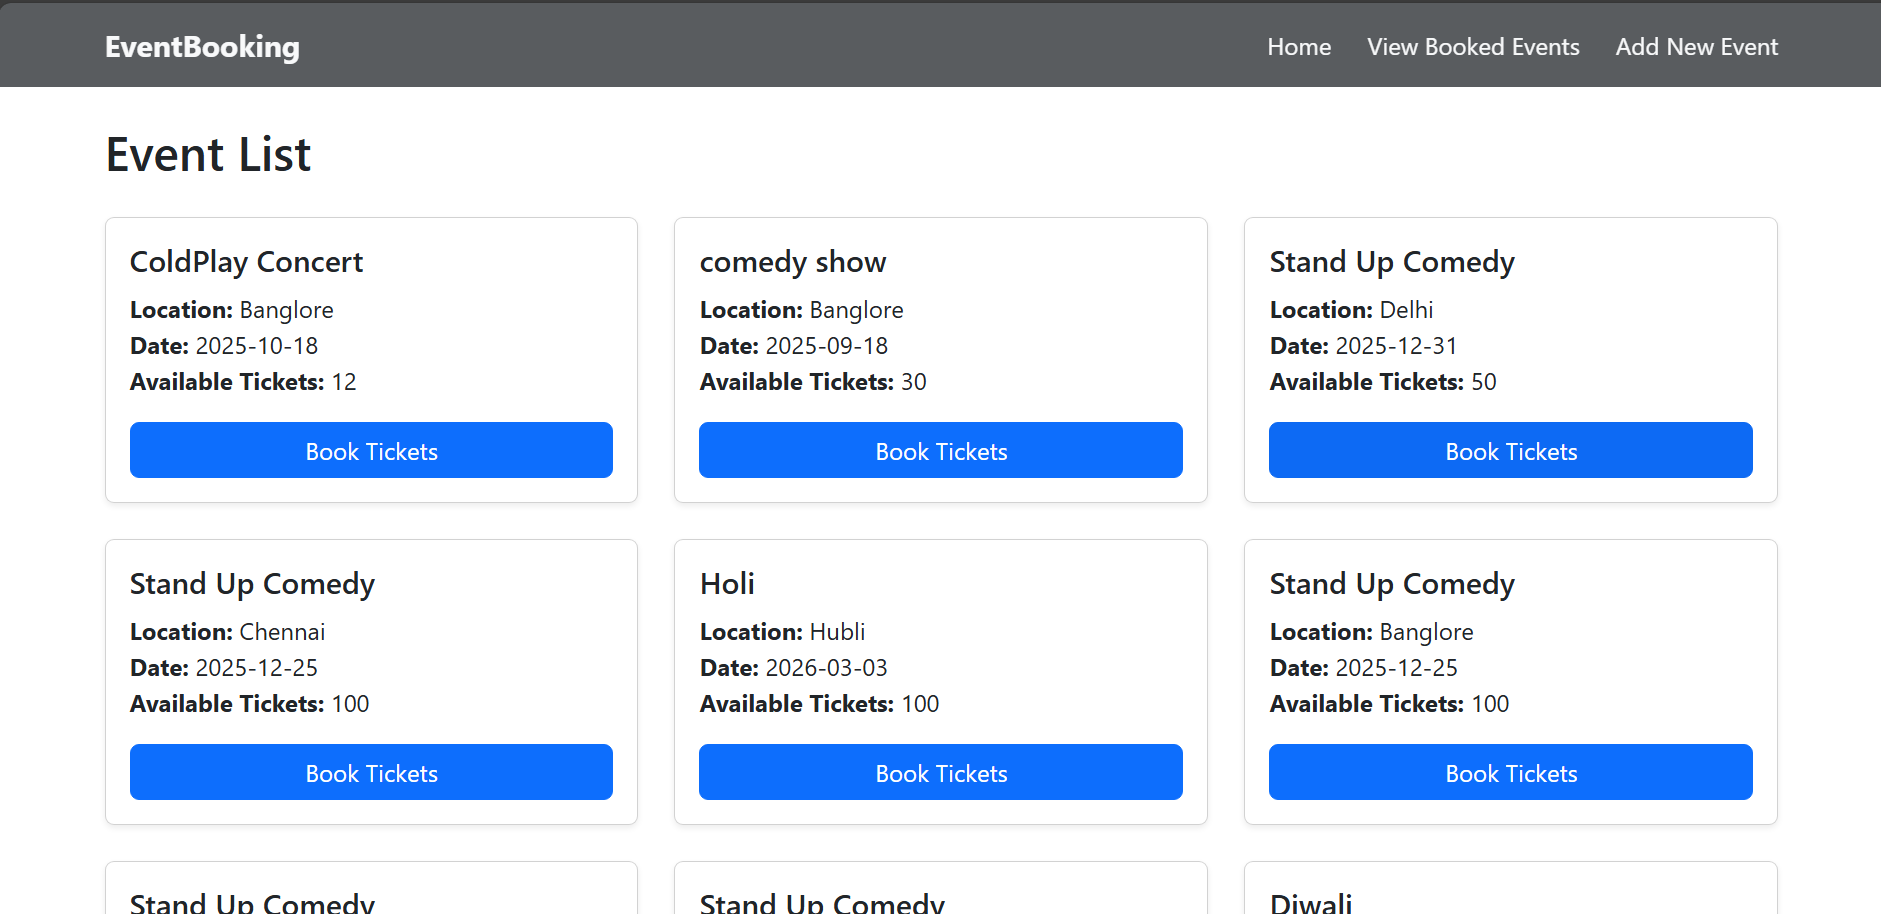 EventBooking
Home View Booked Events Add New Event
Event List
ColdPlay Concert
Location: Banglore
Date: 2025-10-18
Available Tickets: 12
Book Tickets
comedy show
Location: Banglore
Date: 2025-09-18
Available Tickets: 30
Book Tickets
Stand Up Comedy
Location: Delhi
Date: 2025-12-31
Available Tickets: 50
Book Tickets
Stand Up Comedy
Location: Chennai
Date: 2025-12-25
Available Tickets: 100
Book Tickets
Holi
Location: Hubli
Date: 2026-03-03
Available Tickets: 100
Book Tickets
Stand Up Comedy
Location: Banglore
Date: 2025-12-25
Available Tickets: 100
Book Tickets
Stand Up Comedy
Stand Up Comedy
Diwali